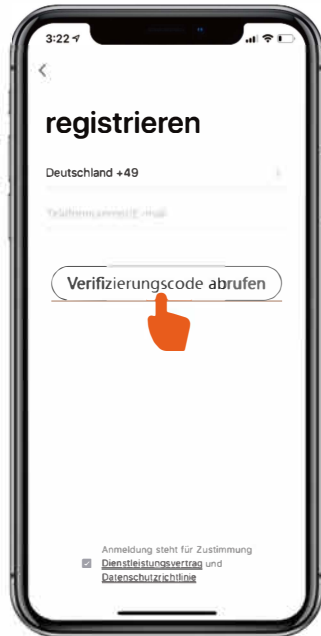 3:22
registrieren
Deutschland +49
Verifizierungscode abrufen
Anmeldung steht für Zustimmung
Dienstleistungsvertrag und
Datenschutzrichtlinie